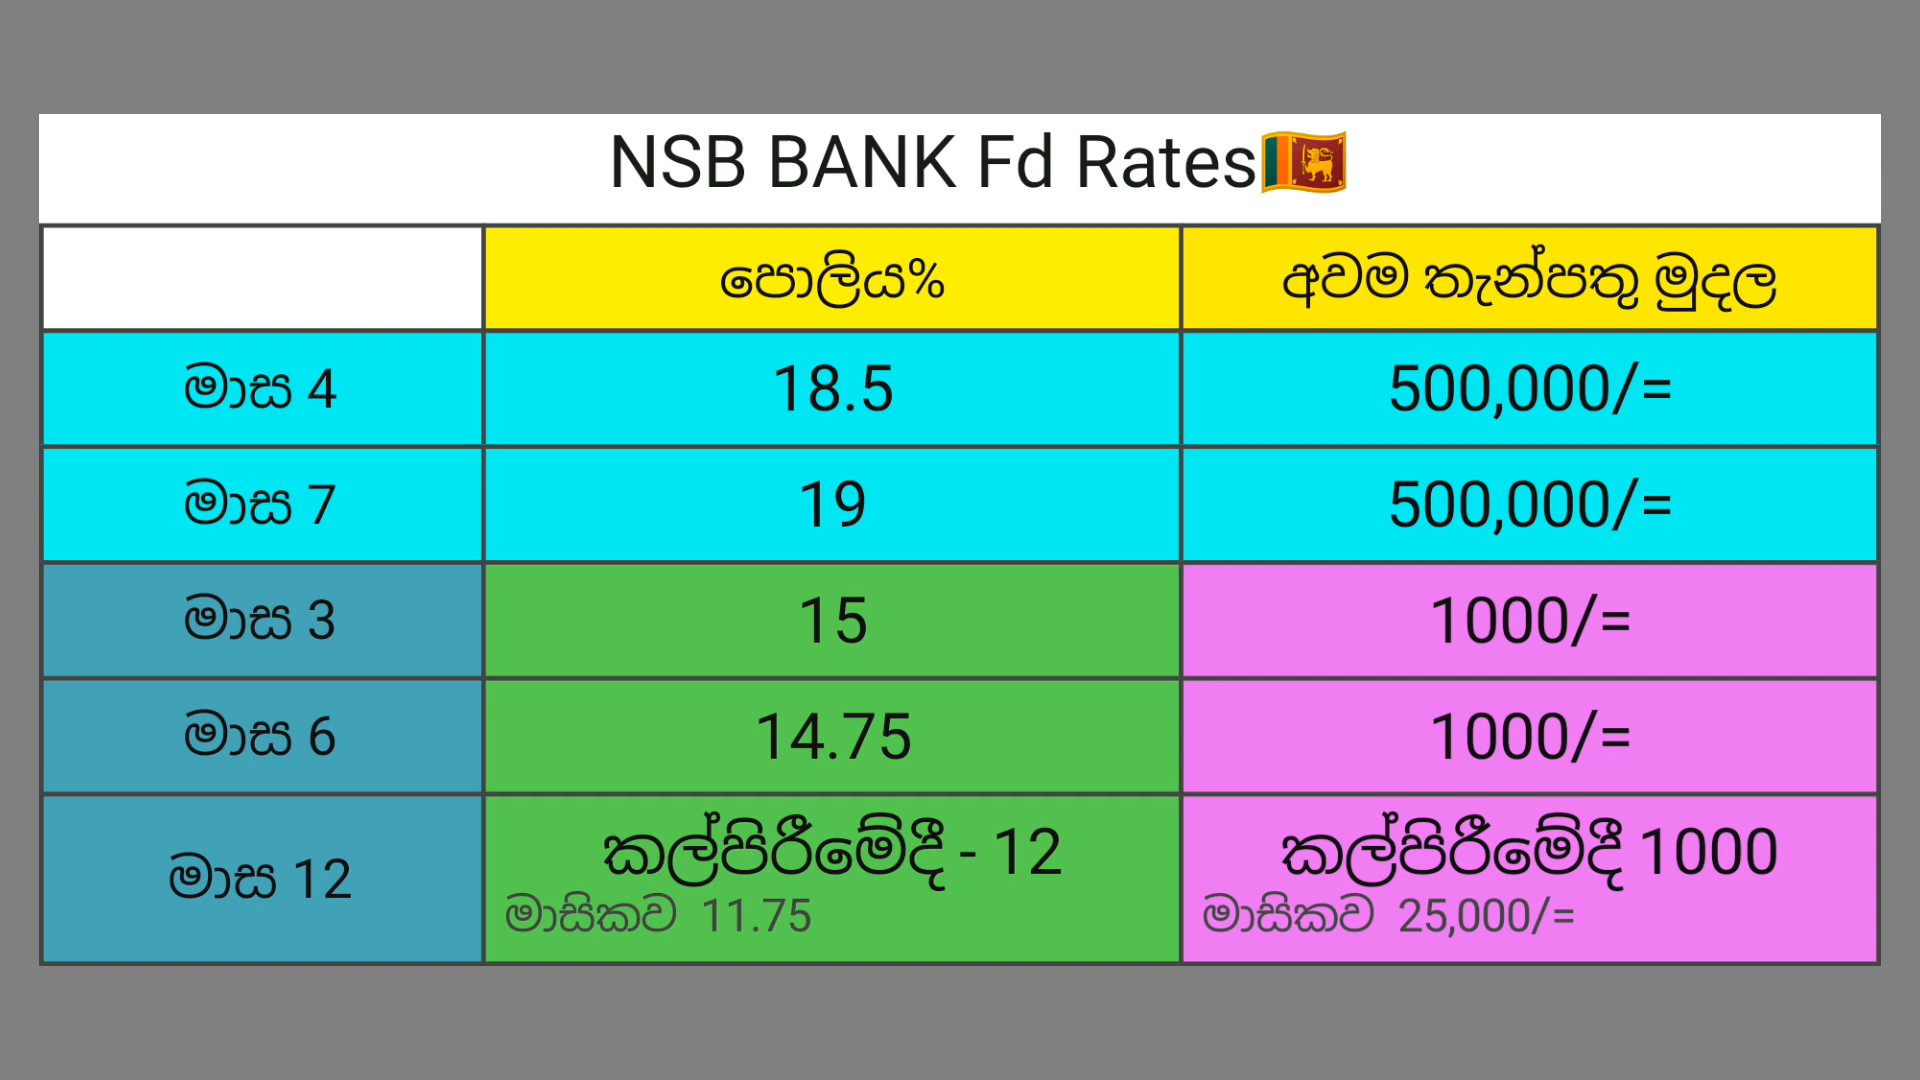 NSB BANK Fd Rates🇱🇰
පොලිය% අවම තැන්පතු මුදල
මාස 4 18.5 500,000/=
මාස 7 19 500,000/=
මාස 3 15 1000/=
මාස 6 14.75 1000/=
මාස 12 කල්පිරීමේදී - 12 කල්පිරීමේදී 1000
මාසිකව 11.75 මාසිකව 25,000/=